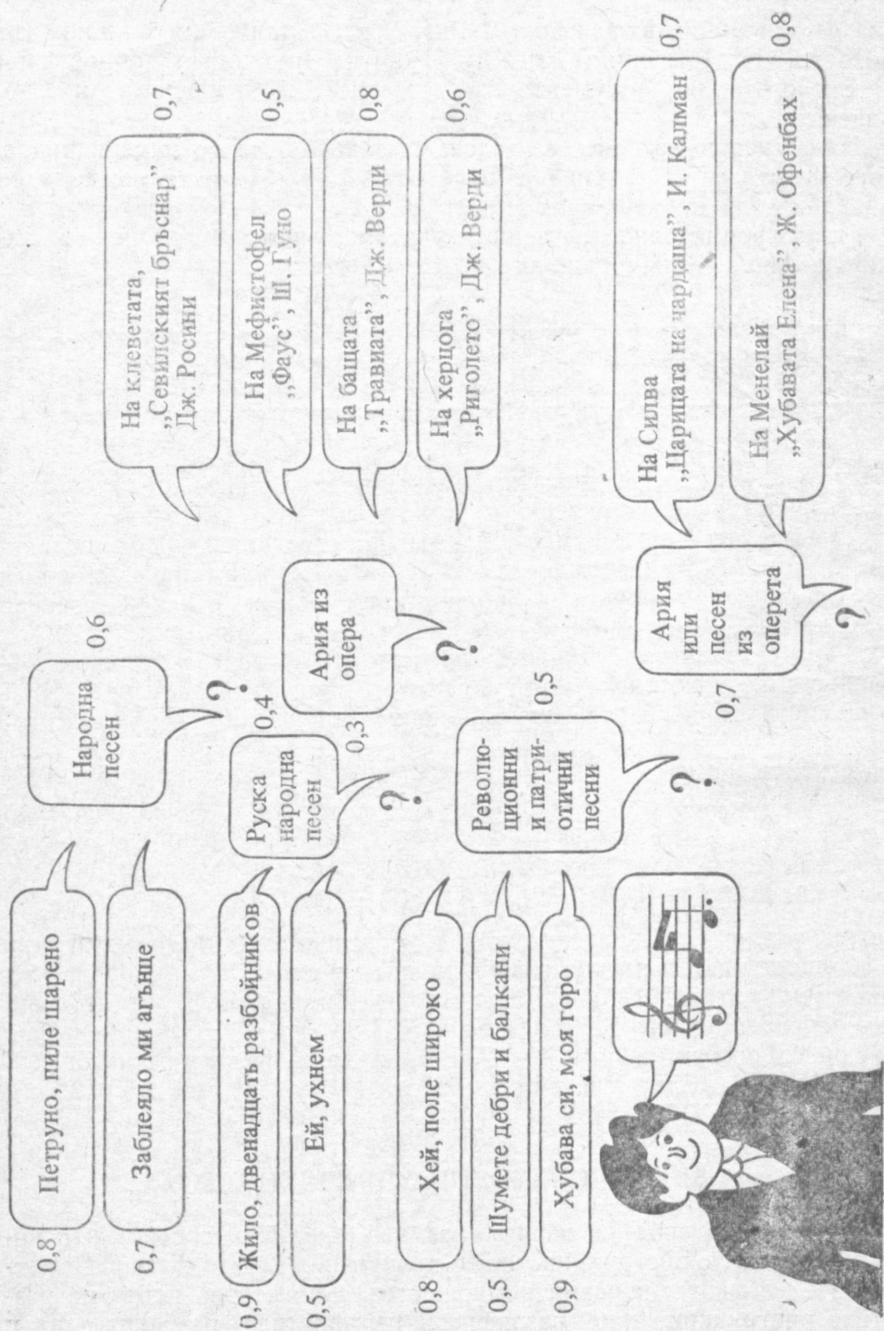 0,8
Петруно, пиле шарено
0,7
Заблеяло ми агънце
Народна
песен
0,6
?
0,9
Жило, двенадцать разбойников
0,5
Ей, ухнем
Руска
народна
песен
0,4
?
0,8
Хей, поле широко
0,5
Шумете дебри и балкани
0,9
Хубава си, моя горо
Револю-
ционни
и патри-
отични
песни
0,5
?
0,3
Ария из
опера
?
На клеветата,
„Севилският бръснар”,
Дж. Росини
0,7
На Мефистофел
„Фаус”, Ш. Гуно
0,5
На бащата
„Травиата”, Дж. Верди
0,8
На херцога
„Риголето”, Дж. Верди
0,6
0,7
Ария
или
песен
из
оперета
?
На Силва
„Царицата на чардаша”, И. Калман
0,7
На Менелай
„Хубавата Елена” Ж. Офенбах
0,8